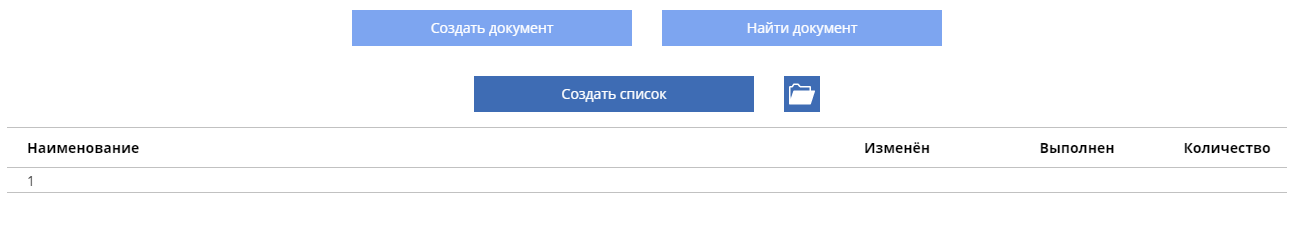 Создать документ Найти документ
Создать список
Наименование Изменён Выполнен Количество
1